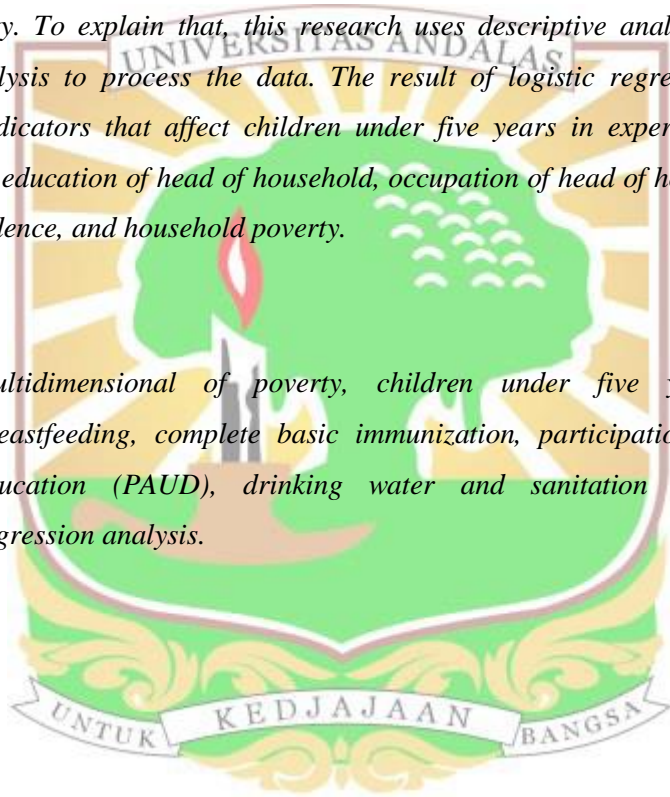 y. To explain that, this research uses descriptive anal
UNIVERSITAS ANDALAS
lysis to process the data. The result of logistic regre
dicators that affect children under five years in exper
education of head of household, occupation of head of h
lence, and household poverty.
ultidimensional of poverty, children under five y
eastfeeding, complete basic immunization, participation
ucation (PAUD), drinking water and sanitation
gression analysis.
UNTUK KEDJAJAAN BANGSA